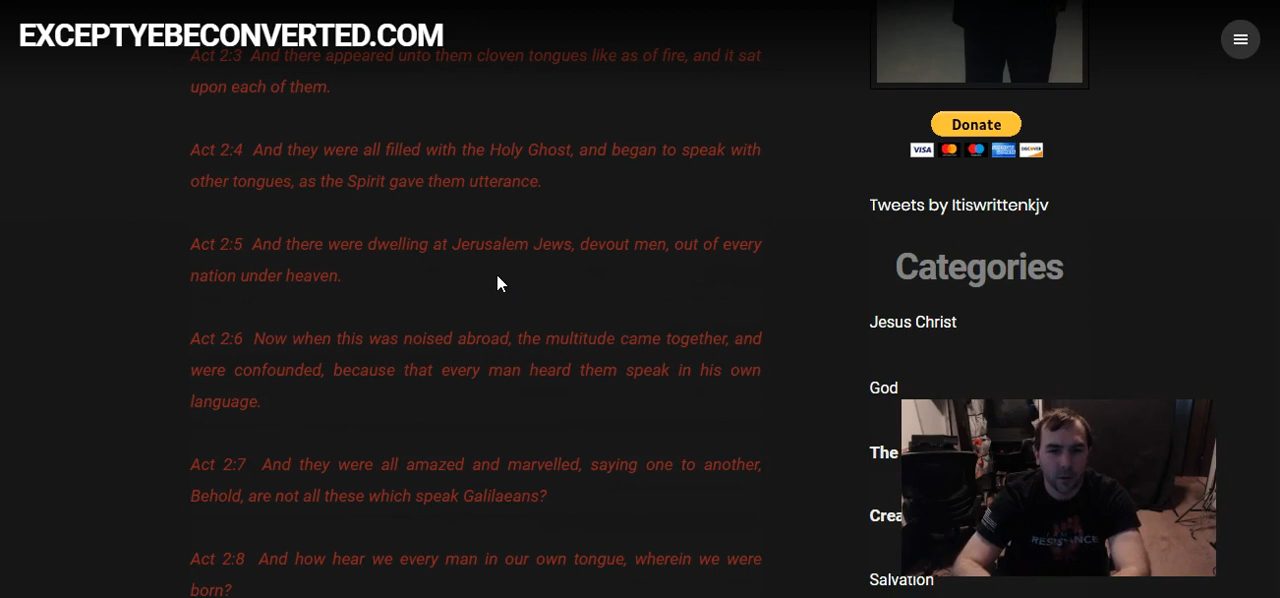 EXCEPTYEBECONVERTED.COM
Act 2:3 And there appeared unto them cloven tongues like as of fire, and it sat
upon each of them.
Act 2:4 And they were all filled with the Holy Ghost, and began to speak with
other tongues, as the Spirit gave them utterance.
Act 2:5 And there were dwelling at Jerusalem Jews, devout men, out of every
nation under heaven.
Act 2:6 Now when this was noised abroad, the multitude came together, and
were confounded, because that every man heard them speak in his own
language.
Act 2:7 And they were all amazed and marvelled, saying one to another,
Behold, are not all these which speak Galilaeans?
Act 2:8 And how hear we every man in our own tongue, wherein we were
born?
Donate
VISA
DISCOVER
Tweets by Itiswrittenkjv
Categories
Jesus Christ
God
The
Crea
Salvation
RESISTANCE